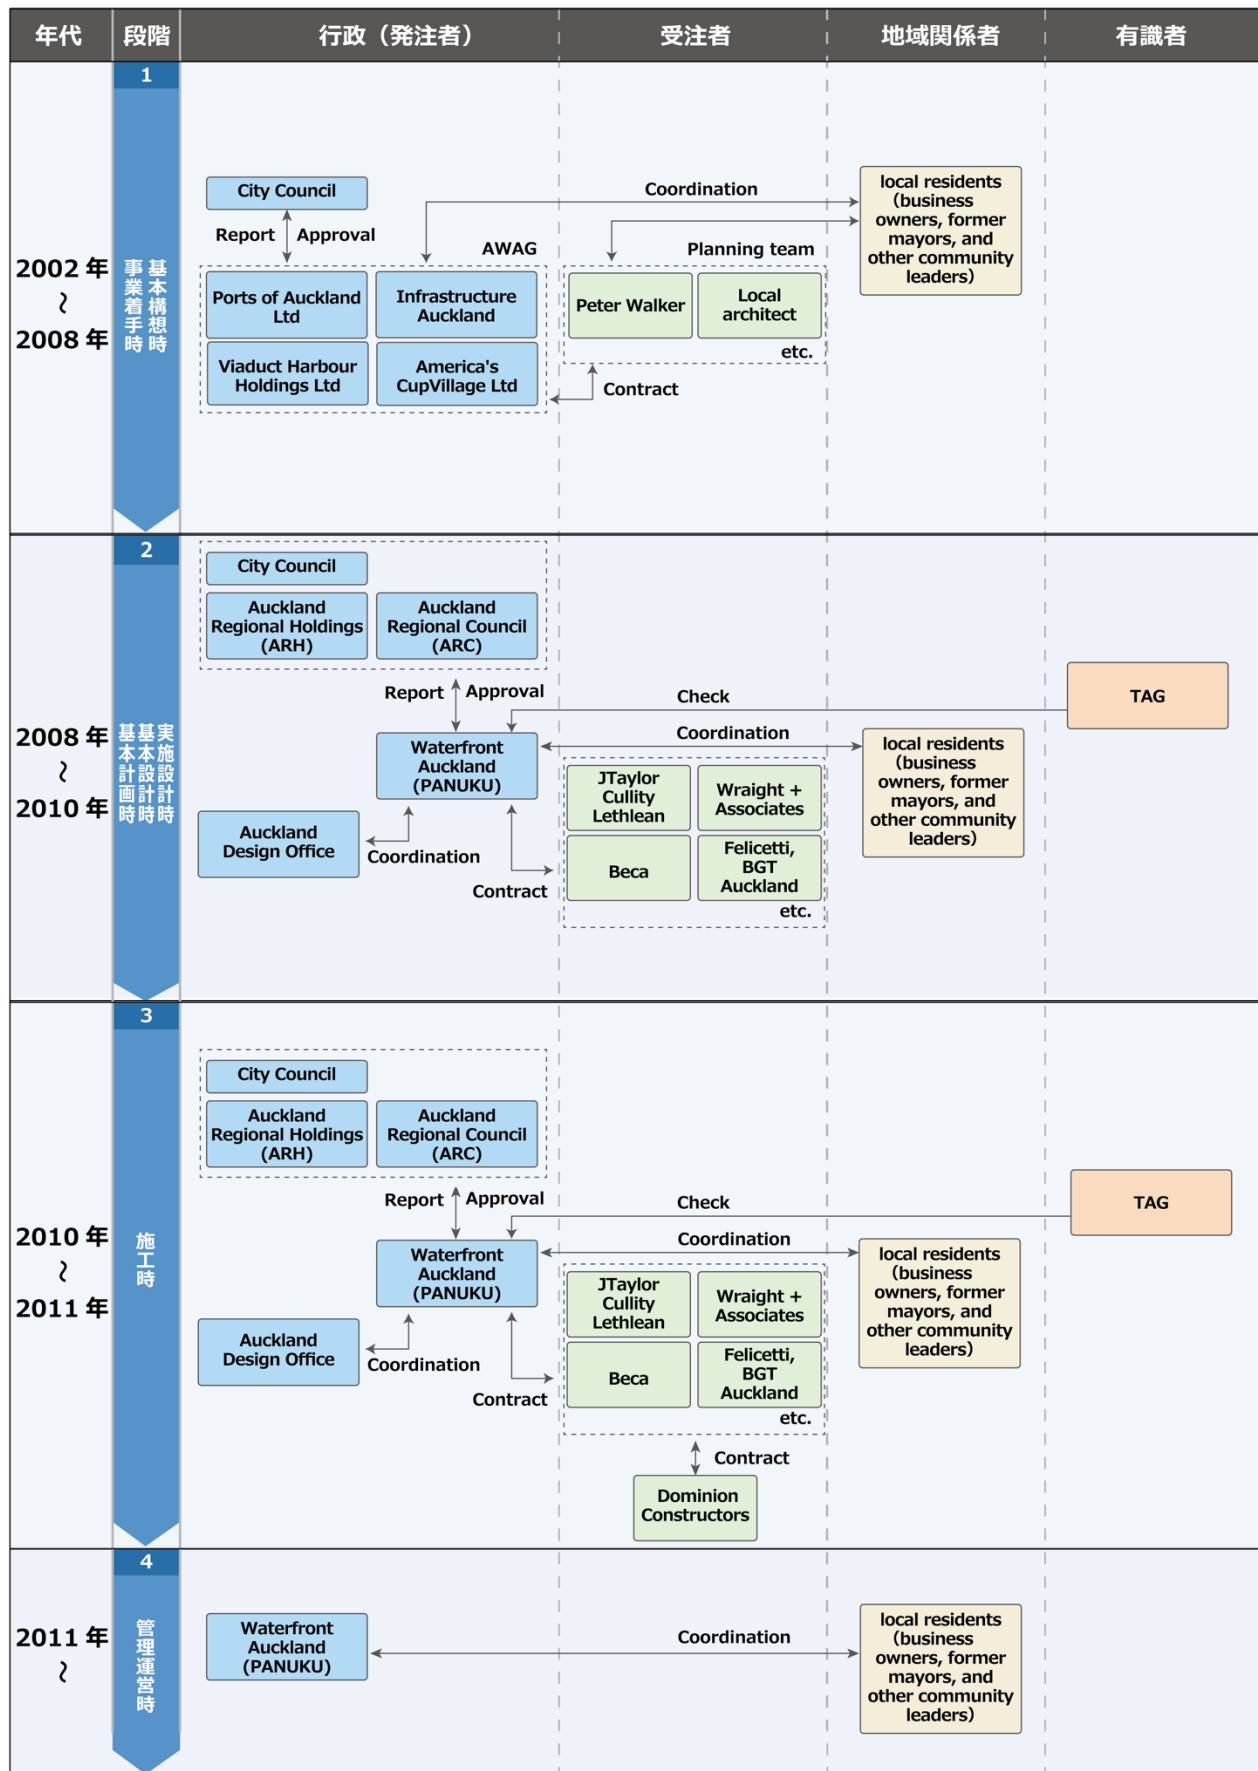 年代 段階 行政（発注者） 受注者 地域関係者 有識者
1
2002 年
～
2008 年
基本構想時
事業着手時
City Council
Report Approval
AWAG
Ports of Auckland
Ltd
Infrastructure
Auckland
Viaduct Harbour
Holdings Ltd
America's
CupVillage Ltd
Coordination
Planning team
Peter Walker
Local
architect
etc.
Contract
local residents
（business
owners, former
mayors, and
other community
leaders）
2
2008 年
～
2010 年
実施設計時
基本設計時
基本計画時
City Council
Auckland
Regional Holdings
(ARH)
Auckland
Regional Council
(ARC)
Report Approval
Waterfront
Auckland
(PANUKU)
Auckland
Design Office
Coordination
Contract
Check
Coordination
JTaylor
Cullity
Lethlean
Wraight +
Associates
Beca
Felicetti,
BGT
Auckland
etc.
local residents
（business
owners, former
mayors, and
other community
leaders）
TAG
3
2010 年
～
2011 年
施工時
City Council
Auckland
Regional Holdings
(ARH)
Auckland
Regional Council
(ARC)
Report Approval
Waterfront
Auckland
(PANUKU)
Auckland
Design Office
Coordination
Contract
Check
Coordination
JTaylor
Cullity
Lethlean
Wraight +
Associates
Beca
Felicetti,
BGT
Auckland
etc.
Contract
Dominion
Constructors
local residents
（business
owners, former
mayors, and
other community
leaders）
TAG
4
2011 年
～
管理運営時
Waterfront
Auckland
(PANUKU)
Coordination
local residents
（business
owners, former
mayors, and
other community
leaders）